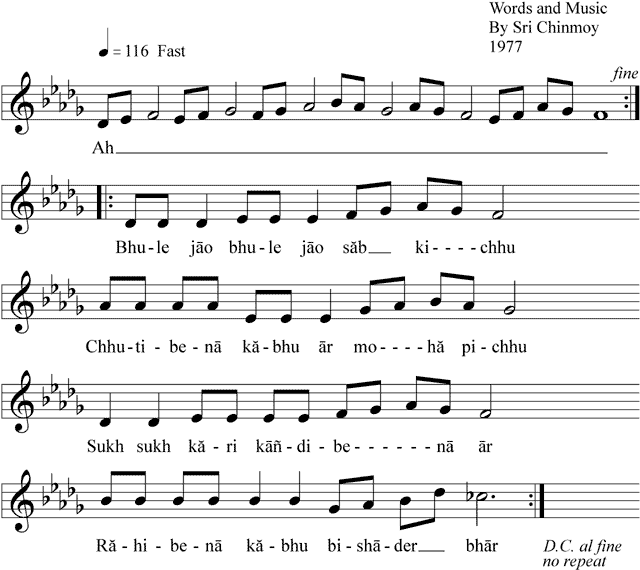 Words and Music
By Sri Chinmoy
1977
= 116 Fast
fine
Ah
Bhu-le jāo bhu-le jāo săb ki----chhu
Chhu-ti-be-nā kă-bhu ār mo----hă pi-chhu
Sukh sukh kă-ri kāñ-di-be-------nā ār
Ră-hi-be-nā kă-bhu bi-shā-der bhār
D.C. al fine
no repeat